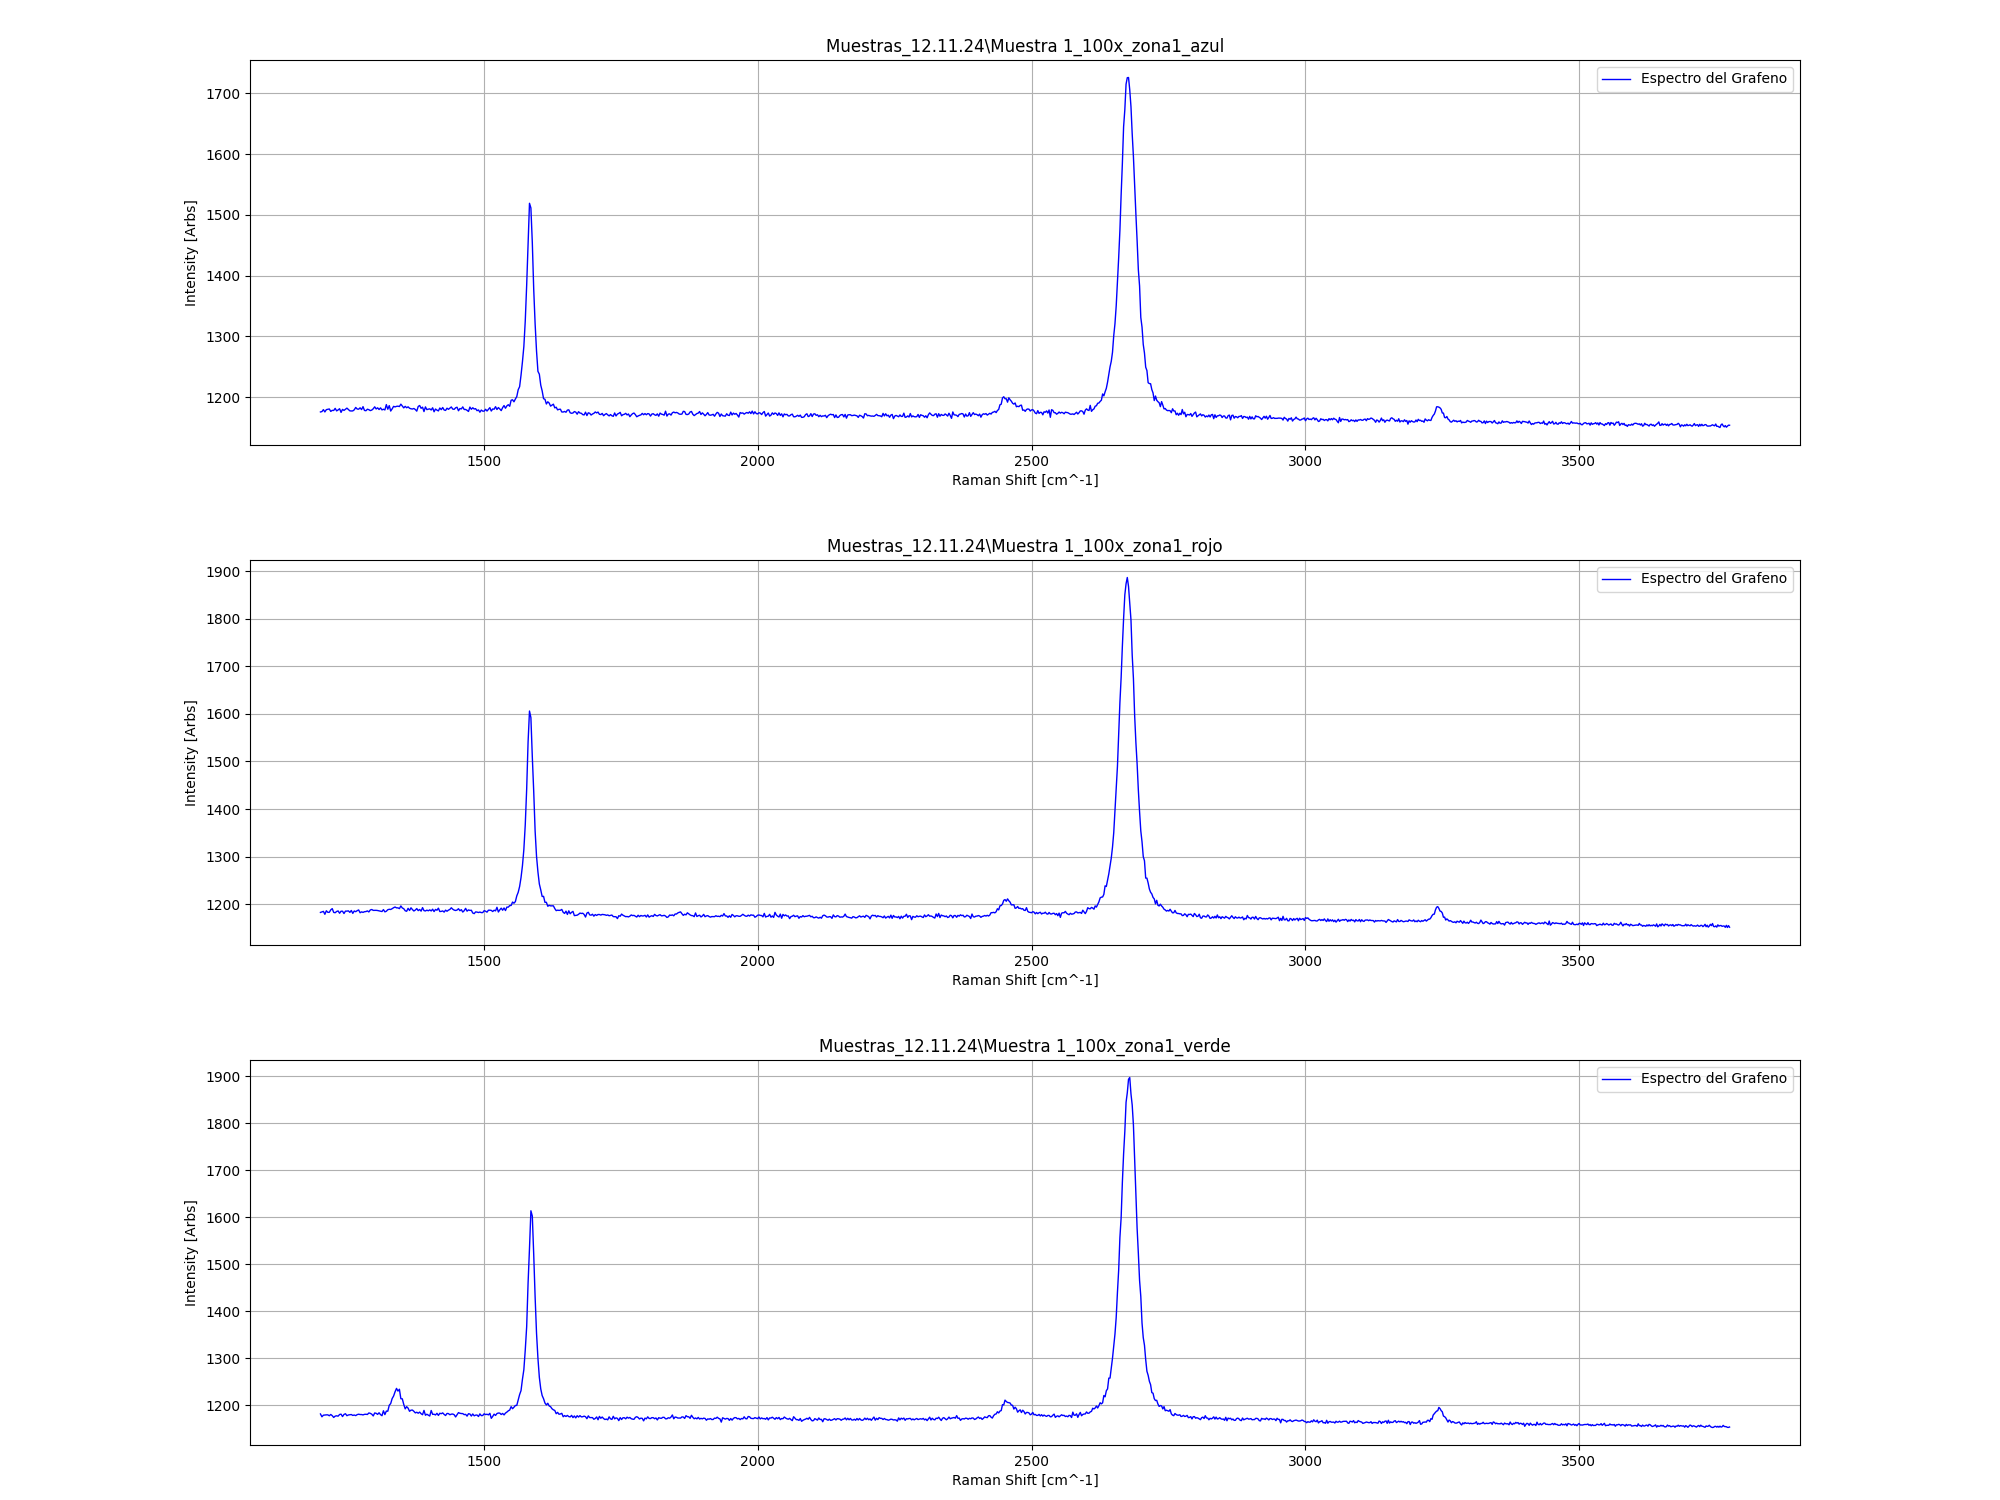 Muestras_12.11.24\Muestra 1_100x_zona1_azul
Espectro del Grafeno
1700
1600
1500
1400
1300
1200
Intensity [Arbs]
1500 2000 2500 3000 3500
Raman Shift [cm^-1]
Muestras_12.11.24\Muestra 1_100x_zona1_rojo
Espectro del Grafeno
1900
1800
1700
1600
1500
1400
1300
1200
Intensity [Arbs]
1500 2000 2500 3000 3500
Raman Shift [cm^-1]
Muestras_12.11.24\Muestra 1_100x_zona1_verde
Espectro del Grafeno
1900
1800
1700
1600
1500
1400
1300
1200
Intensity [Arbs]
1500 2000 2500 3000 3500
Raman Shift [cm^-1]